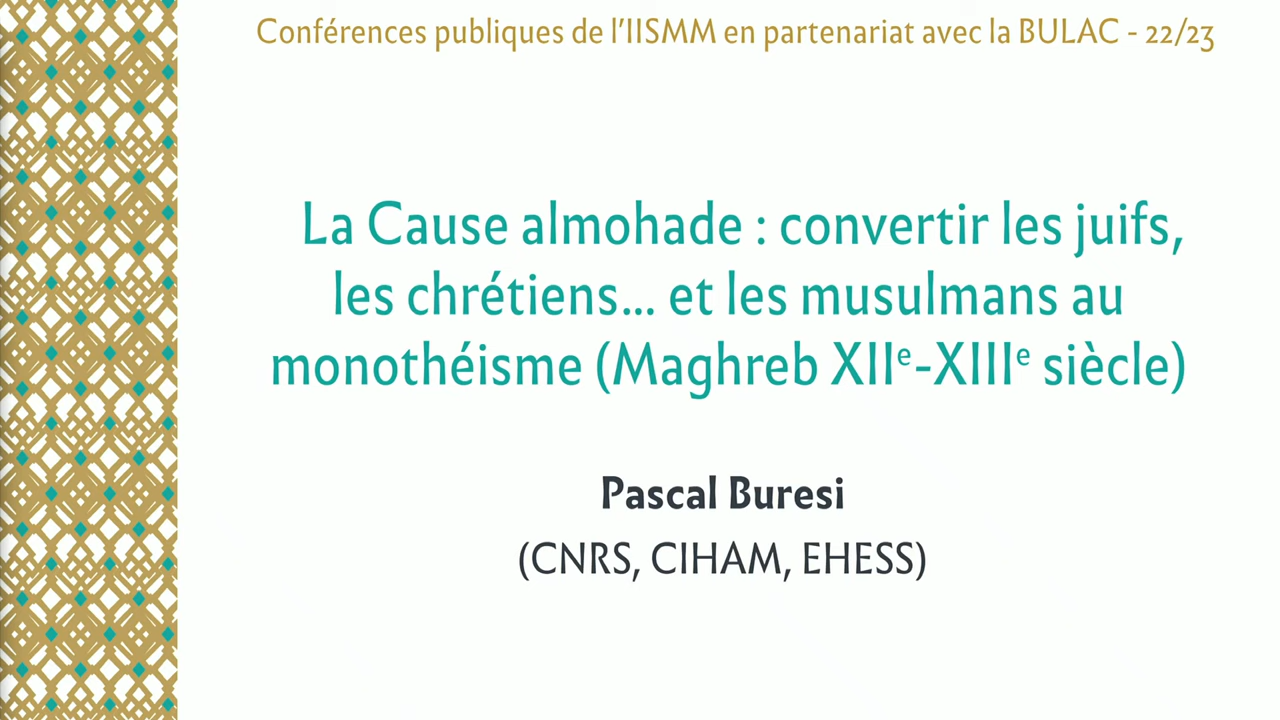 Conférences publiques de l'IISMM en partenariat avec la BULAC - 22/23
La Cause almohade : convertir les juifs,
les chrétiens... et les musulmans au
monothéisme (Maghreb XIIᵉ-XIIIᵉ siècle)
Pascal Buresi
(CNRS, CIHAM, EHESS)